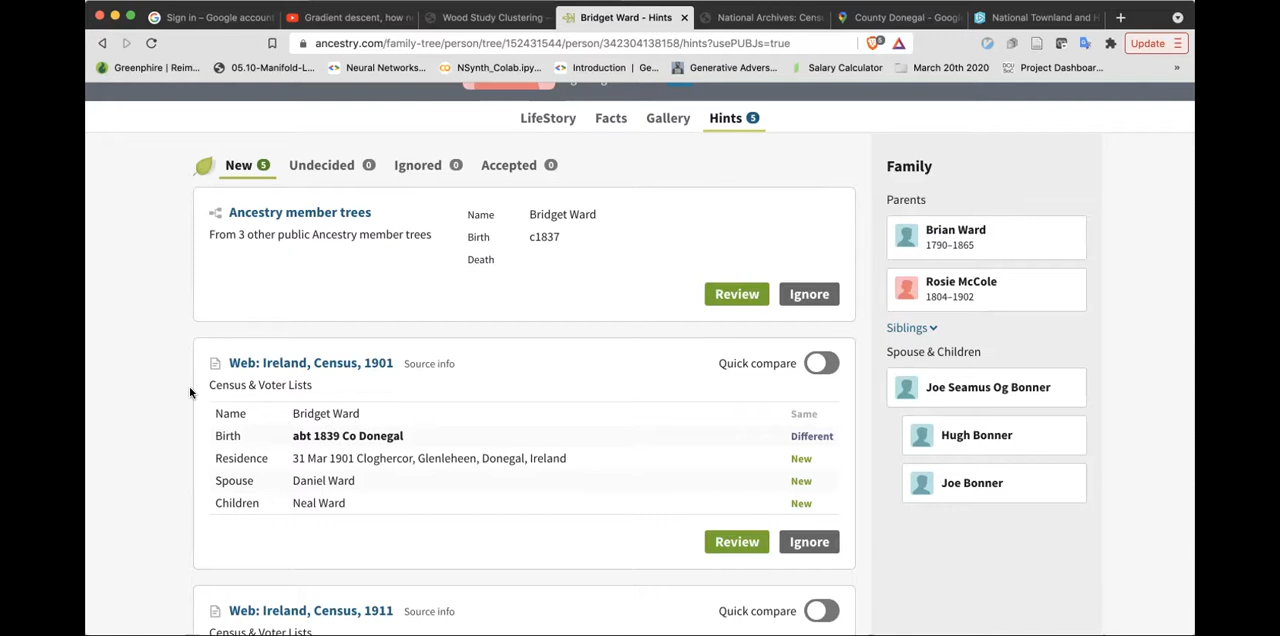 Sign in – Google accoun
Gradient descent, how n
Wood Study Clustering –
Bridget Ward - Hints
National Archives: Cens
County Donegal - Googl
National Townland and H
ancestry.com/family-tree/person/tree/152431544/person/342304138158/hints?usePUBJs=true
5
Update
Greenphire | Reim...
05.10-Manifold-L...
Neural Networks...
NSynth_Colab.ipy...
Introduction | Ge...
Generative Advers...
Salary Calculator
March 20th 2020
Project Dashboar...
»
LifeStory Facts Gallery Hints 5
New 5 Undecided 0 Ignored 0 Accepted 0
Ancestry member trees
From 3 other public Ancestry member trees
Name Bridget Ward
Birth c1837
Death
Review Ignore
Web: Ireland, Census, 1901 Source info Quick compare
Census & Voter Lists
Name Bridget Ward Same
Birth abt 1839 Co Donegal Different
Residence 31 Mar 1901 Cloghercor, Glenleheen, Donegal, Ireland New
Spouse Daniel Ward New
Children Neal Ward New
Review Ignore
Web: Ireland, Census, 1911 Source info Quick compare
Census & Voter Lists
Family
Parents
Brian Ward
1790–1865
Rosie McCole
1804–1902
Siblings
Spouse & Children
Joe Seamus Og Bonner
Hugh Bonner
Joe Bonner